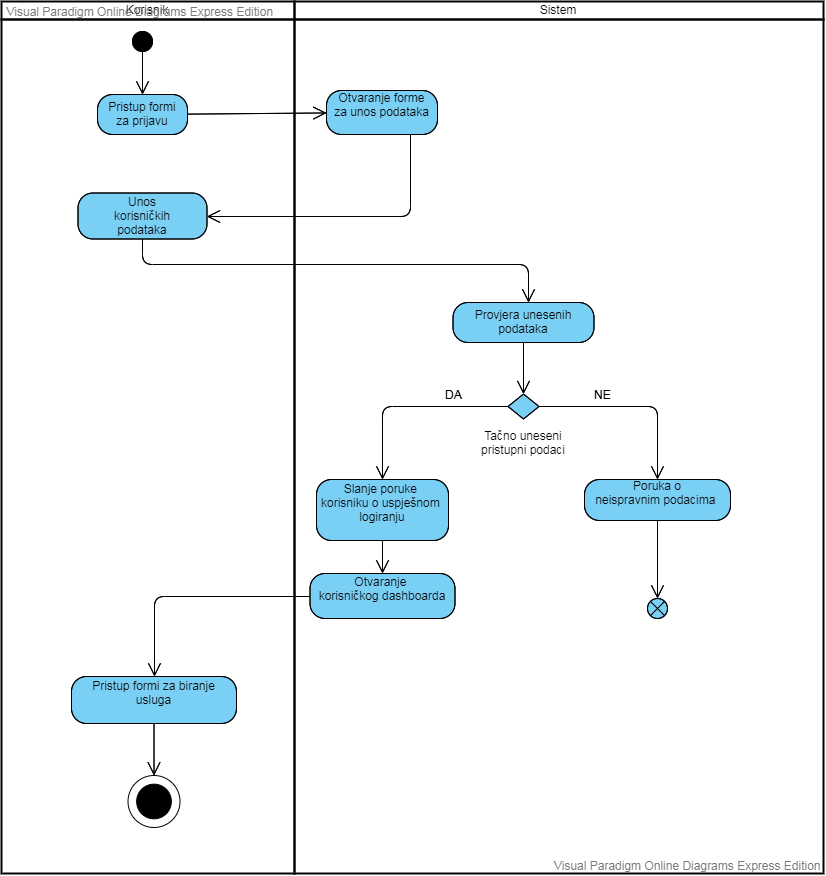 Korisnik
Visual Paradigm Online Diagrams Express Edition
Sistem
Pristup formi
za prijavu
Otvaranje forme
za unos podataka
Unos
korisničkih
podataka
Provjera unesenih
podataka
DA
NE
Tačno uneseni
pristupni podaci
Slanje poruke
korisniku o uspješnom
logiranju
Poruka o
neispravnim podacima
Otvaranje
korisničkog dashboarda
Pristup formi za biranje
usluga
Visual Paradigm Online Diagrams Express Edition